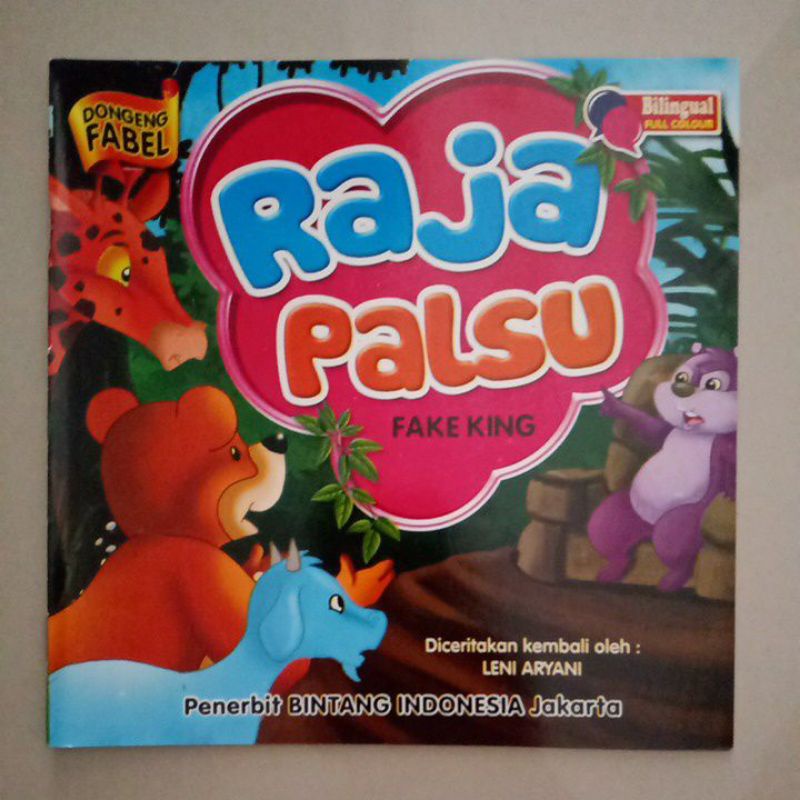 DONGENG
FABEL
Bilingual
FULL COLOUR
Raja
Palsu
FAKE KING
Diceritakan kembali oleh :
LENI ARYANI
Penerbit BINTANG INDONESIA Jakarta